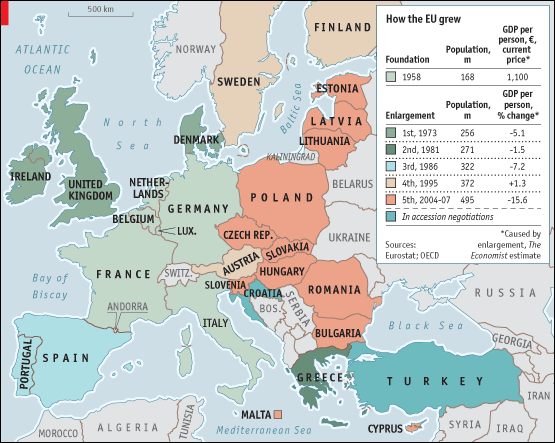 500 km
ATLANTIC
OCEAN
NORWAY
FINLAND
SWEDEN
North
Sea
Baltic Sea
ESTONIA
LATVIA
LITHUANIA
KALININGRAD
DENMARK
IRELAND
UNITED
KINGDOM
NETHER-
LANDS
BELGIUM
LUX.
GERMANY
POLAND
BELARUS
UKRAINE
RUSSIA
CZECH REP.
SLOVAKIA
AUSTRIA
HUNGARY
SLOVENIA
CROATIA
BOS.
SERBIA
ROMANIA
BULGARIA
Bay of
Biscay
FRANCE
SWITZ.
ANDORRA
ITALY
PORTUGAL
SPAIN
GREECE
Black Sea
TURKEY
GEORGIA
IRAN
IRAQ
SYRIA
CYPRUS
MALTA
Mediterranean Sea
MOROCCO
ALGERIA
TUNISIA
How the EU grew
Foundation
Population,
m
GDP per
person, €,
current
price*
1958 168 1,100
Enlargement
Population,
m
GDP per
person,
% change*
1st, 1973 256 -5.1
2nd, 1981 271 -1.5
3rd, 1986 322 -7.2
4th, 1995 372 +1.3
5th, 2004-07 495 -15.6
In accession negotiations
Sources:
Eurostat; OECD
*Caused by
enlargement, The
Economist estimate